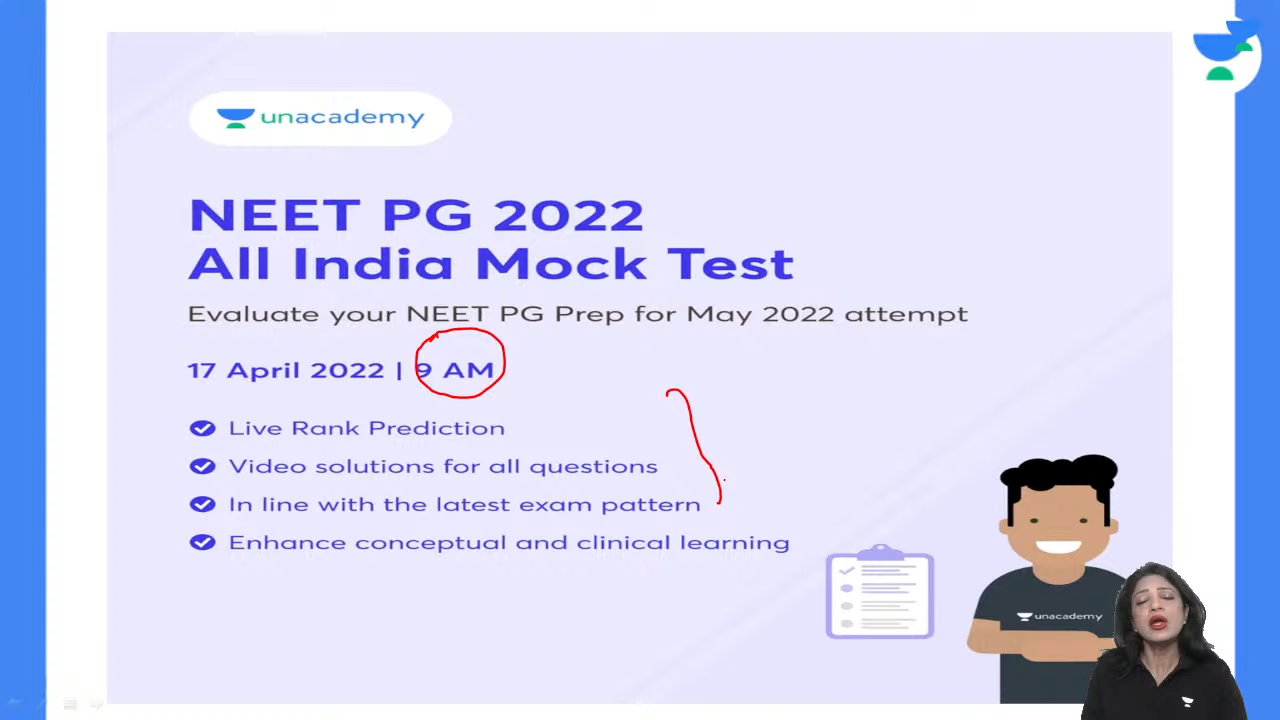 unacademy
NEET PG 2022
All India Mock Test
Evaluate your NEET PG Prep for May 2022 attempt
17 April 2022 | 9 AM
Live Rank Prediction
Video solutions for all questions
In line with the latest exam pattern
Enhance conceptual and clinical learning
unacademy